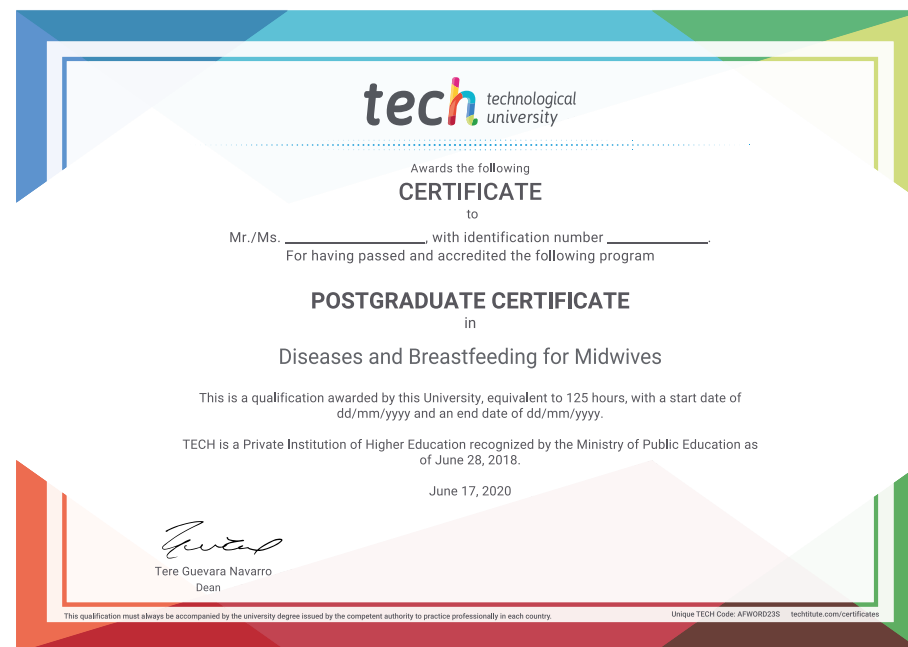 tech technological
university
Awards the following
CERTIFICATE
to
Mr./Ms. ____________________, with identification number ______________.
For having passed and accredited the following program
POSTGRADUATE CERTIFICATE
in
Diseases and Breastfeeding for Midwives
This is a qualification awarded by this University, equivalent to 125 hours, with a start date of
dd/mm/yyyy and an end date of dd/mm/yyyy.
TECH is a Private Institution of Higher Education recognized by the Ministry of Public Education as
of June 28, 2018.
June 17, 2020
Tere Guevara Navarro
Dean
This qualification must always be accompanied by the university degree issued by the competent authority to practice professionally in each country.
Unique TECH Code: AFWORD23S techtitute.com/certificates